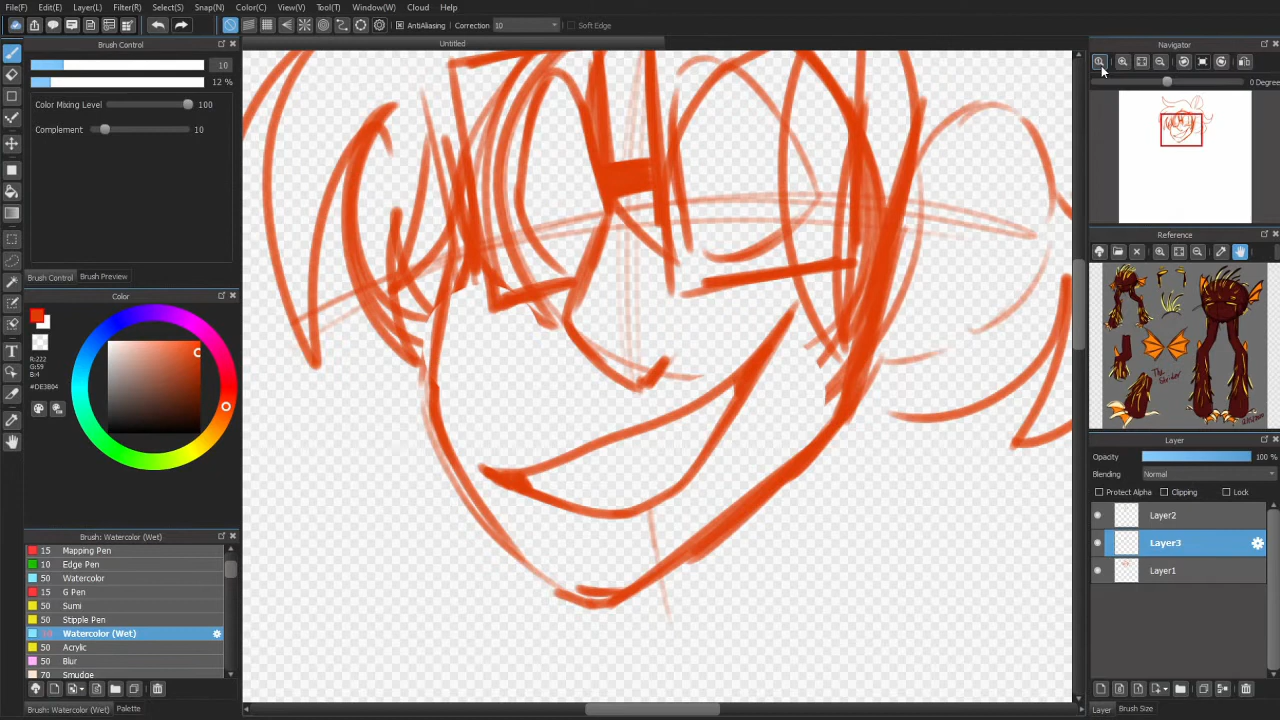 File(F) Edit(E) Layer(L) Filter(R) Select(S) Snap(N) Color(C) View(V) Tool(T) Window(W) Cloud Help
AntiAliasing Correction 10 Soft Edge
Brush Control
10
12 %
Color Mixing Level 100
Complement 10
Brush Control Brush Preview
Color
R:222
G:59
B:4
#DE3B04
Brush: Watercolor (Wet)
15 Mapping Pen
10 Edge Pen
50 Watercolor
15 G Pen
50 Sumi
50 Stipple Pen
10 Watercolor (Wet)
50 Acrylic
50 Blur
70 Smudge
Brush: Watercolor (Wet) Palette
Untitled
Navigator
0 Degree
Reference
The
Layer
Opacity 100 %
Blending Normal
Protect Alpha Clipping Lock
Layer2
Layer3
Layer1
Layer Brush Size